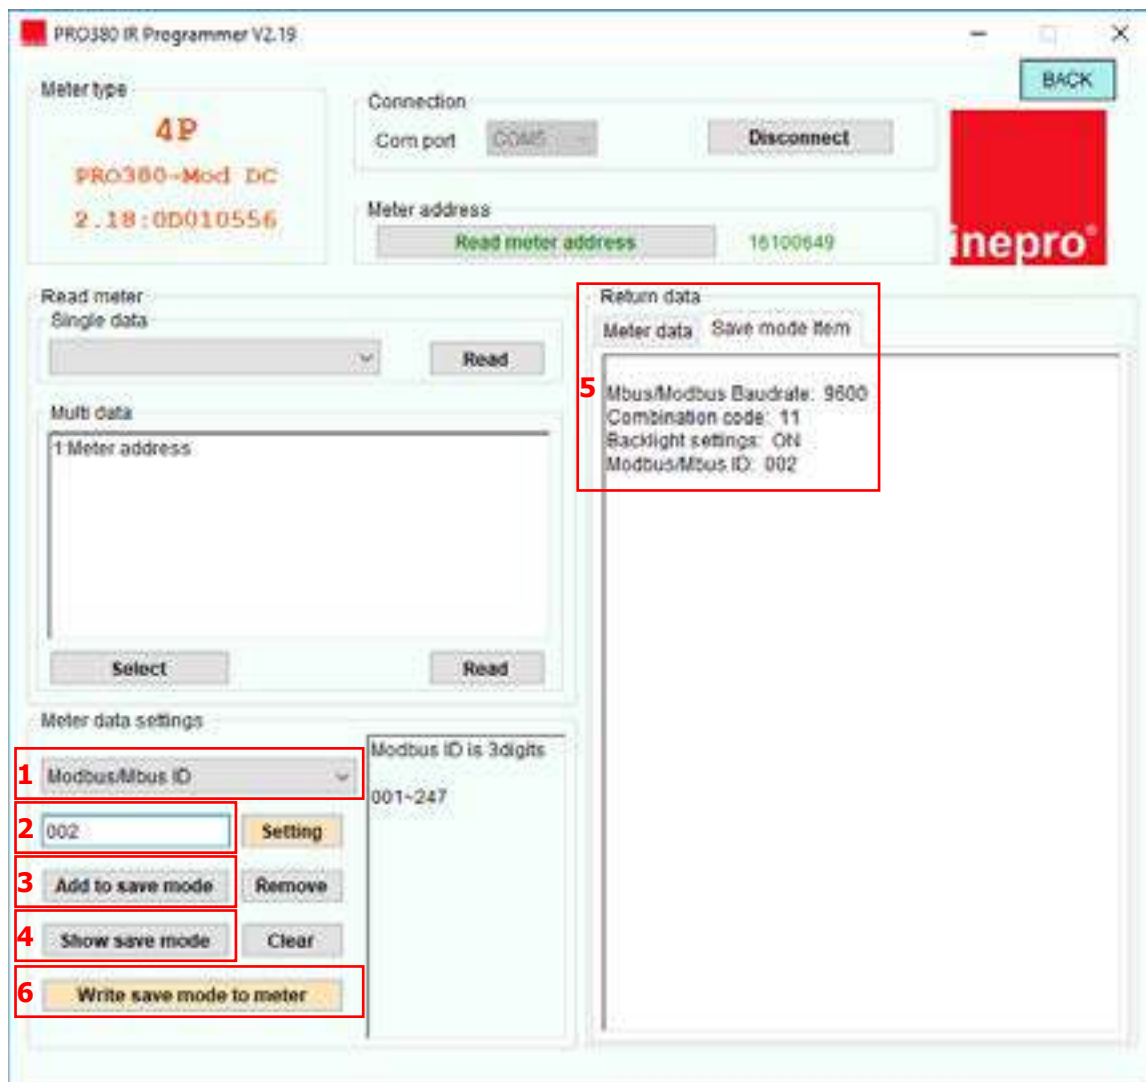 PRO380 IR Programmer V2.19
BACK
Meter type
4P
PRO380-Mod DC
2.18:0D010556
Connection
Com port
COM5
Disconnect
Meter address
Read meter address
16100649
inepro®
Read meter
Single data
Read
Multi data
1 Meter address
Select
Read
Return data
Meter data
Save mode Item
5
Mbus/Modbus Baudrate: 9600
Combination code: 11
Backlight settings: ON
Modbus/Mbus ID: 002
Meter data settings
1 Modbus/Mbus ID
2 002
Setting
3 Add to save mode
Remove
4 Show save mode
Clear
6 Write save mode to meter
Modbus ID is 3digits
001~247